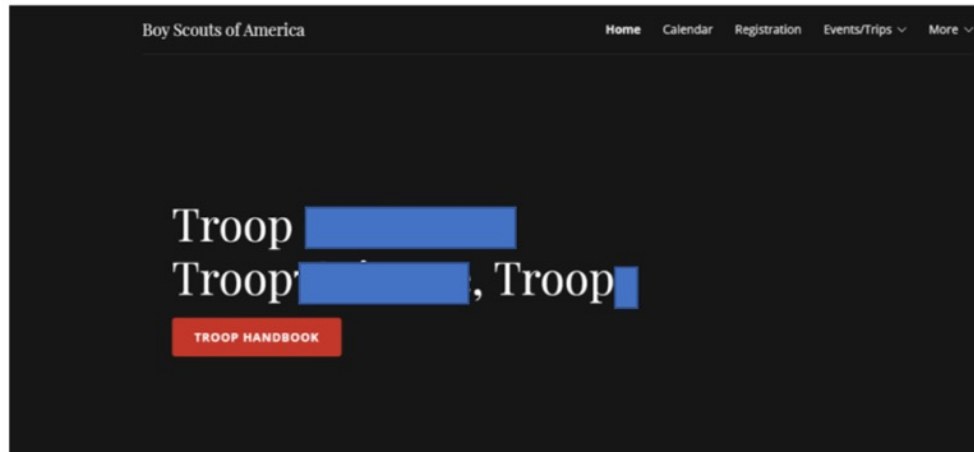 Boy Scouts of America
Home Calendar Registration Events/Trips More
Troop
Troop , Troop
TROOP HANDBOOK